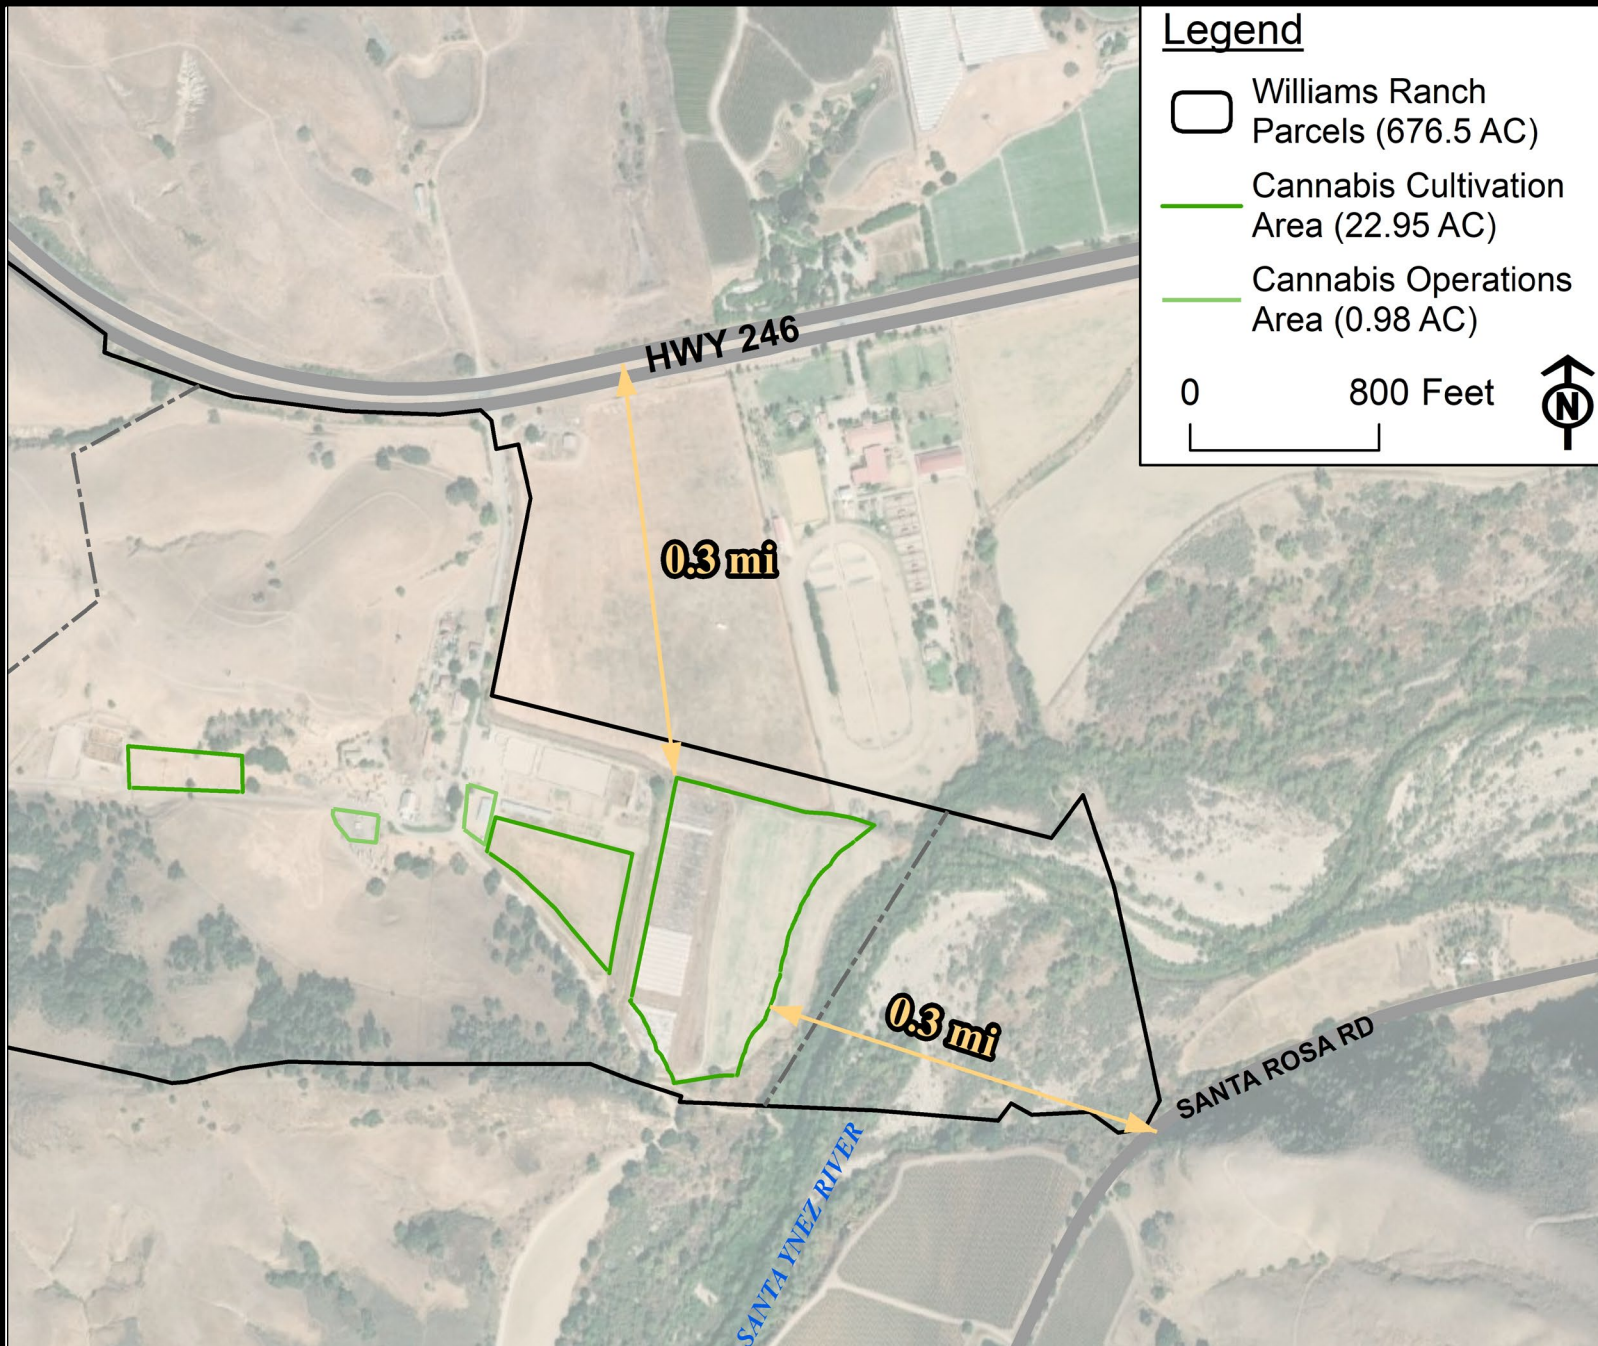 Legend
Williams Ranch
Parcels (676.5 AC)
Cannabis Cultivation
Area (22.95 AC)
Cannabis Operations
Area (0.98 AC)
0 800 Feet
N
HWY 246
0.3 mi
0.3 mi
SANTA ROSA RD
SANTA YNEZ RIVER